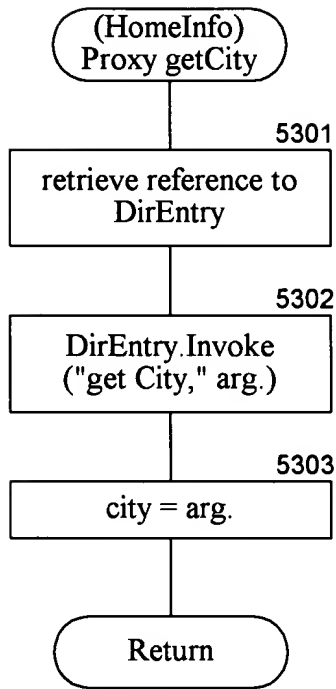 (HomeInfo)
Proxy getCity
5301
retrieve reference to
DirEntry
5302
DirEntry.Invoke
("get City," arg.)
5303
city = arg.
Return